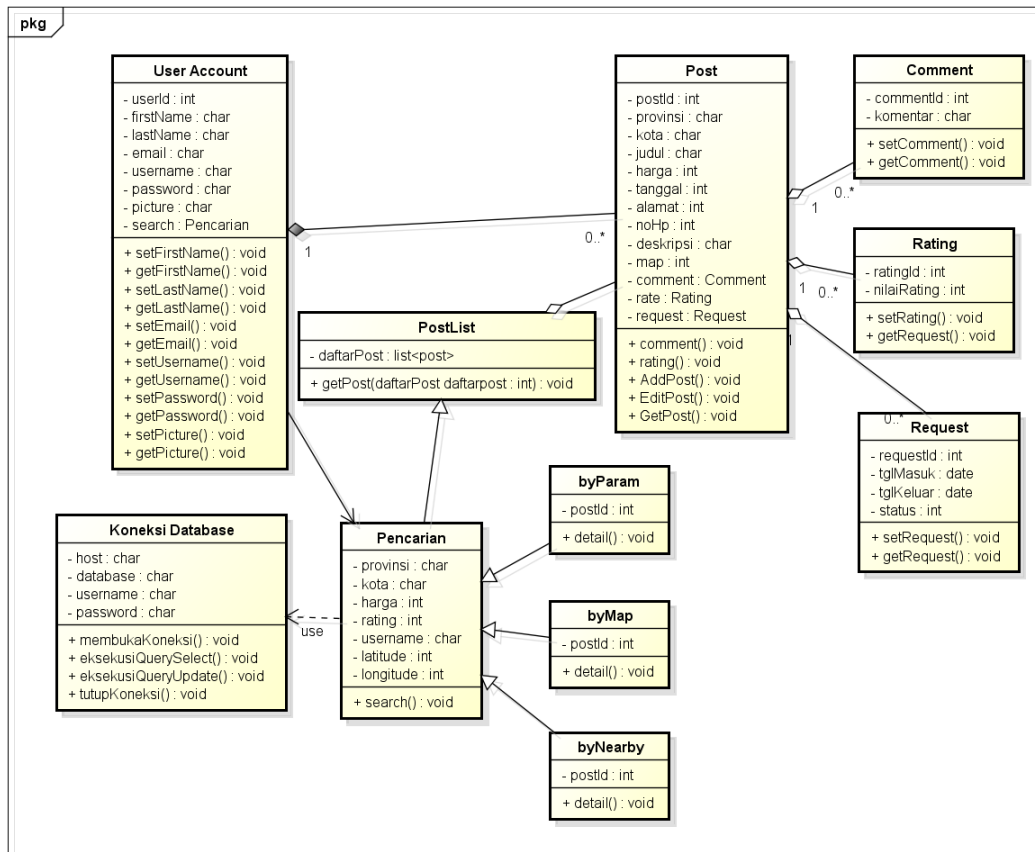 pkg
User Account
- userId : int
- firstName : char
- lastName : char
- email : char
- username : char
- password : char
- picture : char
- search : Pencarian
+ setFirstName() : void
+ getFirstName() : void
+ setLastName() : void
+ getLastName() : void
+ setEmail() : void
+ getEmail() : void
+ setUsername() : void
+ getUsername() : void
+ setPassword() : void
+ getPassword() : void
+ setPicture() : void
+ getPicture() : void
1
0..*
Post
- postId : int
- provinsi : char
- kota : char
- judul : char
- harga : int
- tanggal : int
- alamat : int
- noHp : int
- deskripsi : char
- map : int
- comment : Comment
- rate : Rating
- request : Request
+ comment() : void
+ rating() : void
+ AddPost() : void
+ EditPost() : void
+ GetPost() : void
1
0..*
Comment
- commentId : int
- komentar : char
+ setComment() : void
+ getComment() : void
1
0..*
Rating
- ratingId : int
- nilaiRating : int
+ setRating() : void
+ getRequest() : void
1
0..*
Request
- requestId : int
- tglMasuk : date
- tglKeluar : date
- status : int
+ setRequest() : void
+ getRequest() : void
PostList
- daftarPost : list<post>
+ getPost(daftarPost daftarpost : int) : void
Koneksi Database
- host : char
- database : char
- username : char
- password : char
+ membukaKoneksi() : void
+ eksekusiQuerySelect() : void
+ eksekusiQueryUpdate() : void
+ tutupKoneksi() : void
use
Pencarian
- provinsi : char
- kota : char
- harga : int
- rating : int
- username : char
- latitude : int
- longitude : int
+ search() : void
byParam
- postId : int
+ detail() : void
byMap
- postId : int
+ detail() : void
byNearby
- postId : int
+ detail() : void